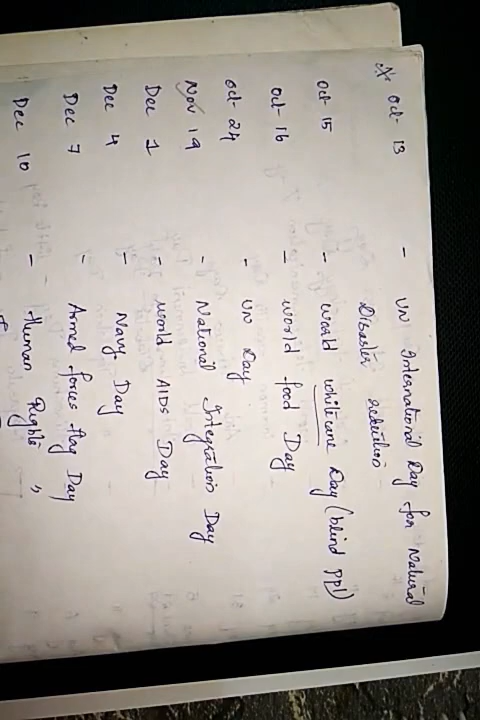 * Oct- 13 - UN International Day for Natural
Disaster reduction
Oct 15 - World whitecane Day (blind ppl)
Oct 16 - World food Day
Oct- 24 - UN Day
Nov 19 - National Integration Day
Dec 1 - World AIDS Day
Dec 4 - Navy Day
Dec 7 - Armed forces flag Day
Dec 10 - Human Rights "